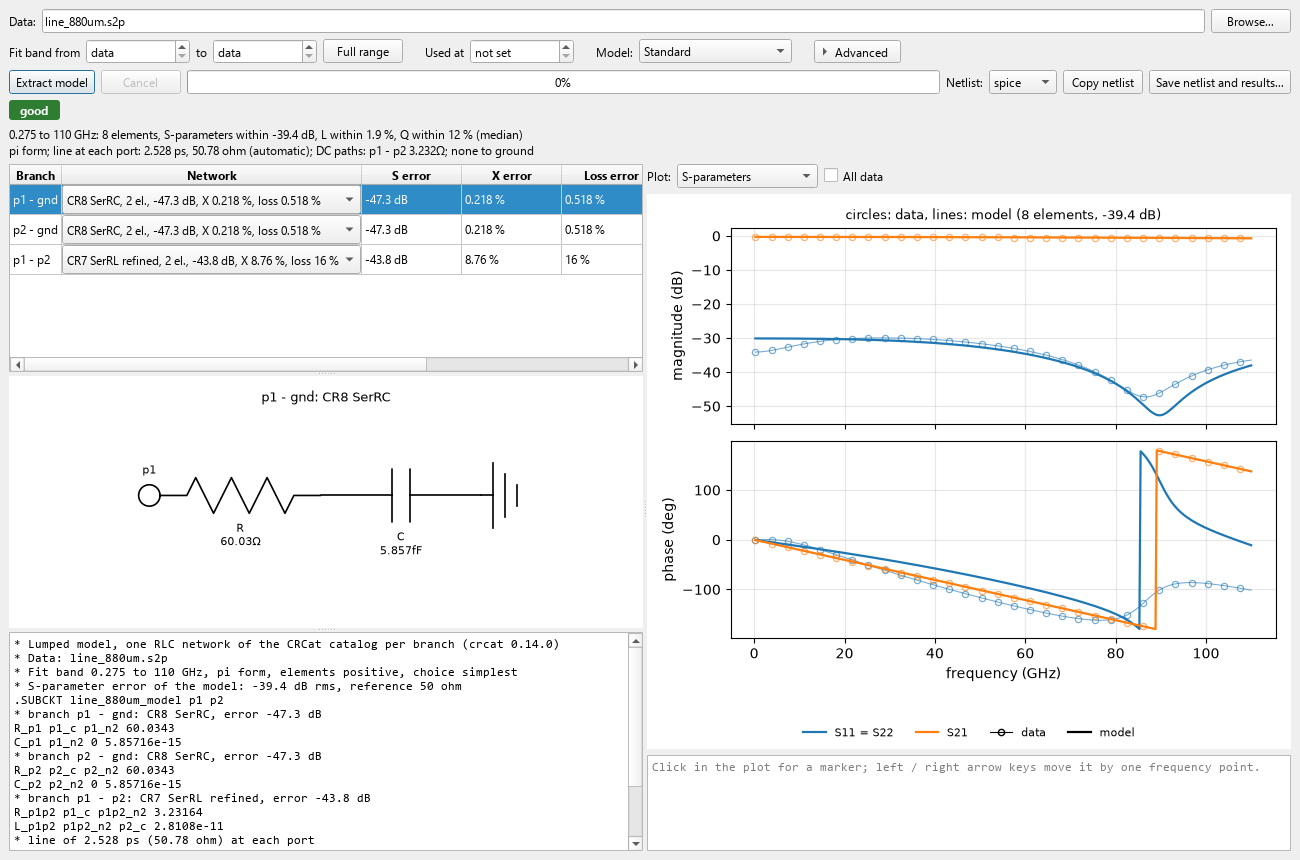 Data: line_880um.s2p Browse...
Fit band from data to data Full range Used at not set Model: Standard Advanced
Extract model Cancel 0% Netlist: spice Copy netlist Save netlist and results...
good
0.275 to 110 GHz: 8 elements, S-parameters within -39.4 dB, L within 1.9 %, Q within 12 % (median)
pi form; line at each port: 2.528 ps, 50.78 ohm (automatic); DC paths: p1 - p2 3.232Ω; none to ground
Branch Network S error X error Loss error
p1 - gnd CR8 SerRC, 2 el., -47.3 dB, X 0.218 %, loss 0.518 % -47.3 dB 0.218 % 0.518 %
p2 - gnd CR8 SerRC, 2 el., -47.3 dB, X 0.218 %, loss 0.518 % -47.3 dB 0.218 % 0.518 %
p1 - p2 CR7 SerRL refined, 2 el., -43.8 dB, X 8.76 %, loss 16 % -43.8 dB 8.76 % 16 %
p1 - gnd: CR8 SerRC
p1
R
60.03Ω
C
5.857fF
* Lumped model, one RLC network of the CRCat catalog per branch (crcat 0.14.0)
* Data: line_880um.s2p
* Fit band 0.275 to 110 GHz, pi form, elements positive, choice simplest
* S-parameter error of the model: -39.4 dB rms, reference 50 ohm
.SUBCKT line_880um_model p1 p2
* branch p1 - gnd: CR8 SerRC, error -47.3 dB
R_p1 p1_c p1_n2 60.0343
C_p1 p1_n2 0 5.85716e-15
* branch p2 - gnd: CR8 SerRC, error -47.3 dB
R_p2 p2_c p2_n2 60.0343
C_p2 p2_n2 0 5.85716e-15
* branch p1 - p2: CR7 SerRL refined, error -43.8 dB
R_p1p2 p1_c p1p2_n2 3.23164
L_p1p2 p1p2_n2 p2_c 2.8108e-11
* line of 2.528 ps (50.78 ohm) at each port
Plot: S-parameters All data
circles: data, lines: model (8 elements, -39.4 dB)
magnitude (dB)
0
−10
−20
−30
−40
−50
phase (deg)
100
0
−100
0 20 40 60 80 100
frequency (GHz)
S11 = S22 S21 data model
Click in the plot for a marker; left / right arrow keys move it by one frequency point.